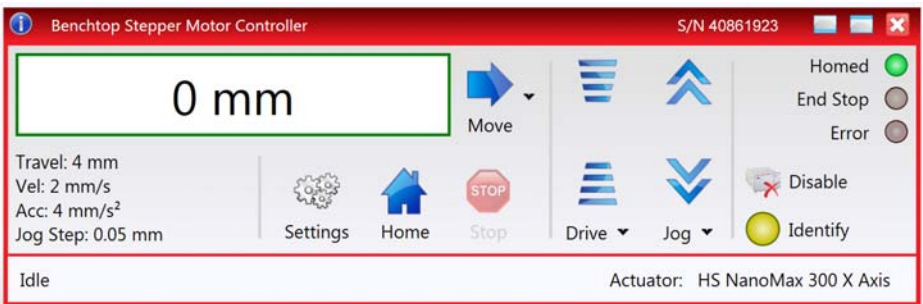 Benchtop Stepper Motor Controller S/N 40861923
0 mm
Move
Homed
End Stop
Error
Travel: 4 mm
Vel: 2 mm/s
Acc: 4 mm/s²
Jog Step: 0.05 mm
Settings
Home
STOP
Stop
Drive
Jog
Disable
Identify
Idle
Actuator: HS NanoMax 300 X Axis